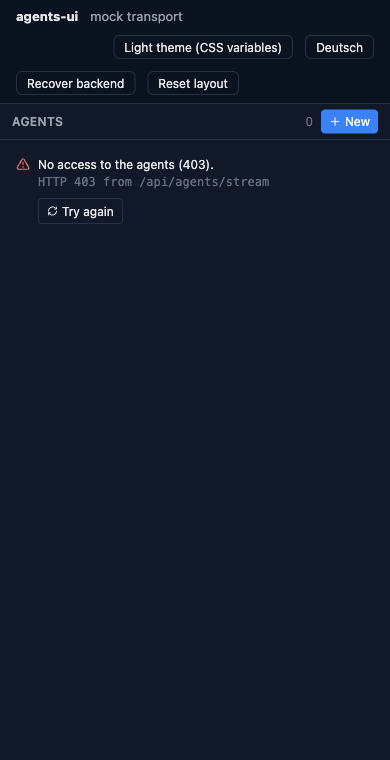 agents-ui mock transport
Light theme (CSS variables) Deutsch
Recover backend Reset layout
AGENTS 0 + New
No access to the agents (403).
HTTP 403 from /api/agents/stream
Try again